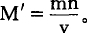 M′ = mn/v。